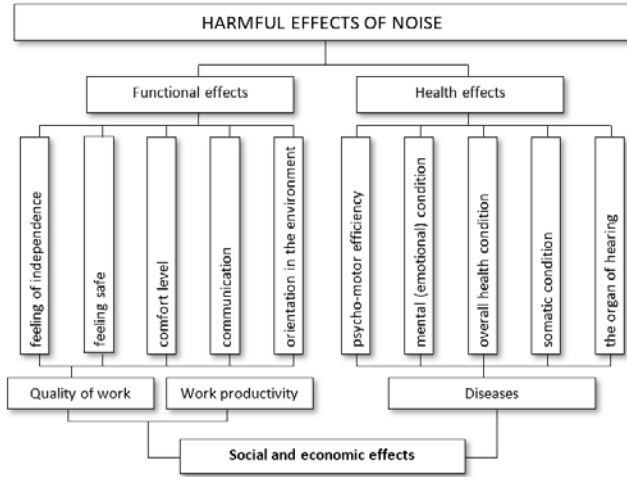 HARMFUL EFFECTS OF NOISE
Functional effects
Health effects
feeling of independence
feeling safe
comfort level
communication
orientation in the environment
psycho-motor efficiency
mental (emotional) condition
overall health condition
somatic condition
the organ of hearing
Quality of work
Work productivity
Diseases
Social and economic effects